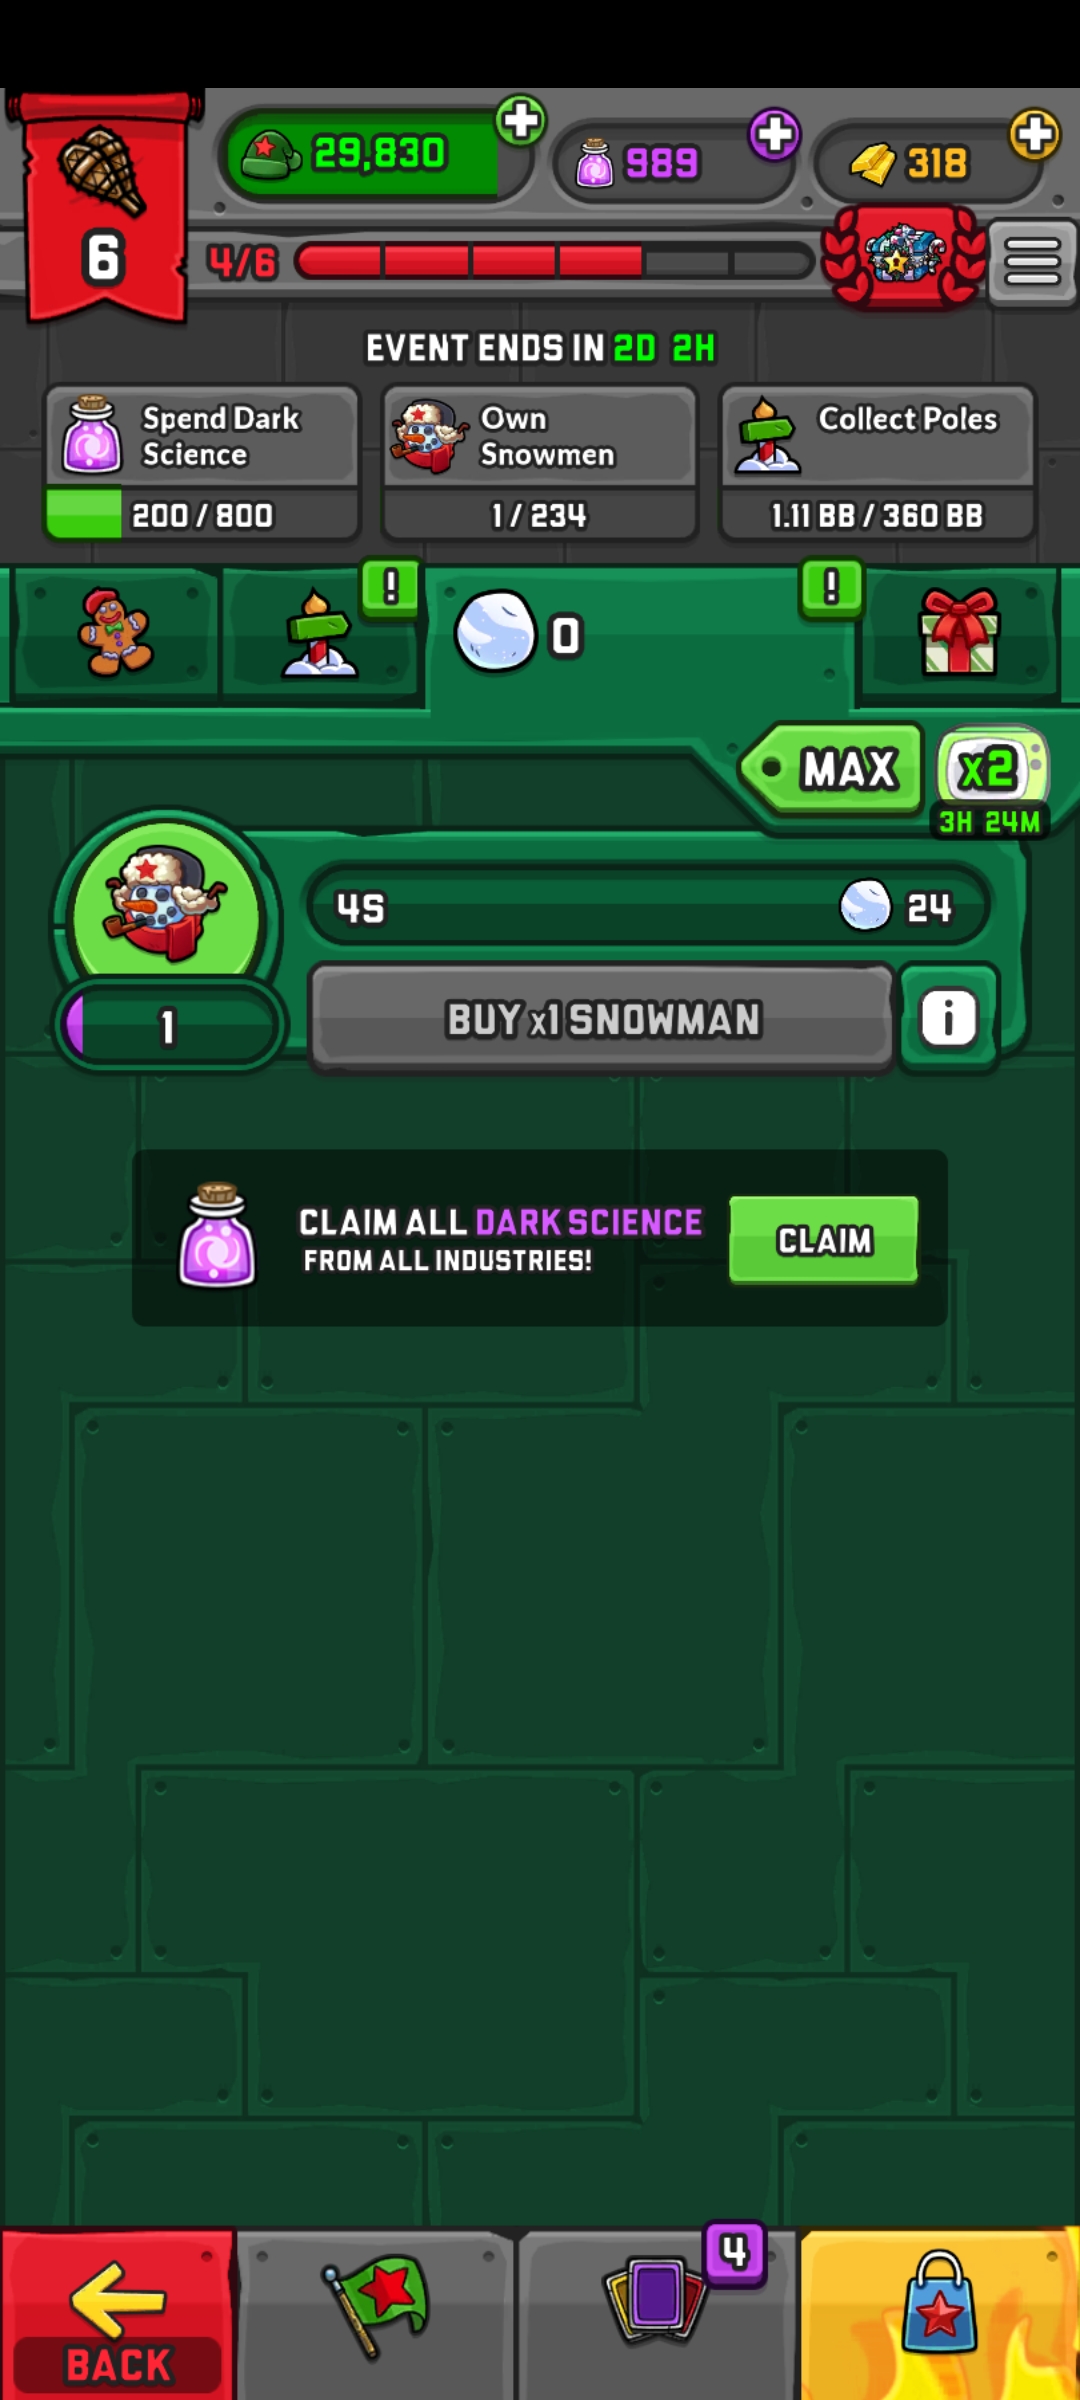 29,830
989
318
6
4/6
EVENT ENDS IN 2D 2H
Spend Dark
Science
200 / 800
Own
Snowmen
1 / 234
Collect Poles
1.11 BB / 360 BB
!
0
!
MAX
x2
3H 24M
4S
24
1
BUY x1 SNOWMAN
i
CLAIM ALL DARK SCIENCE
FROM ALL INDUSTRIES!
CLAIM
4
BACK